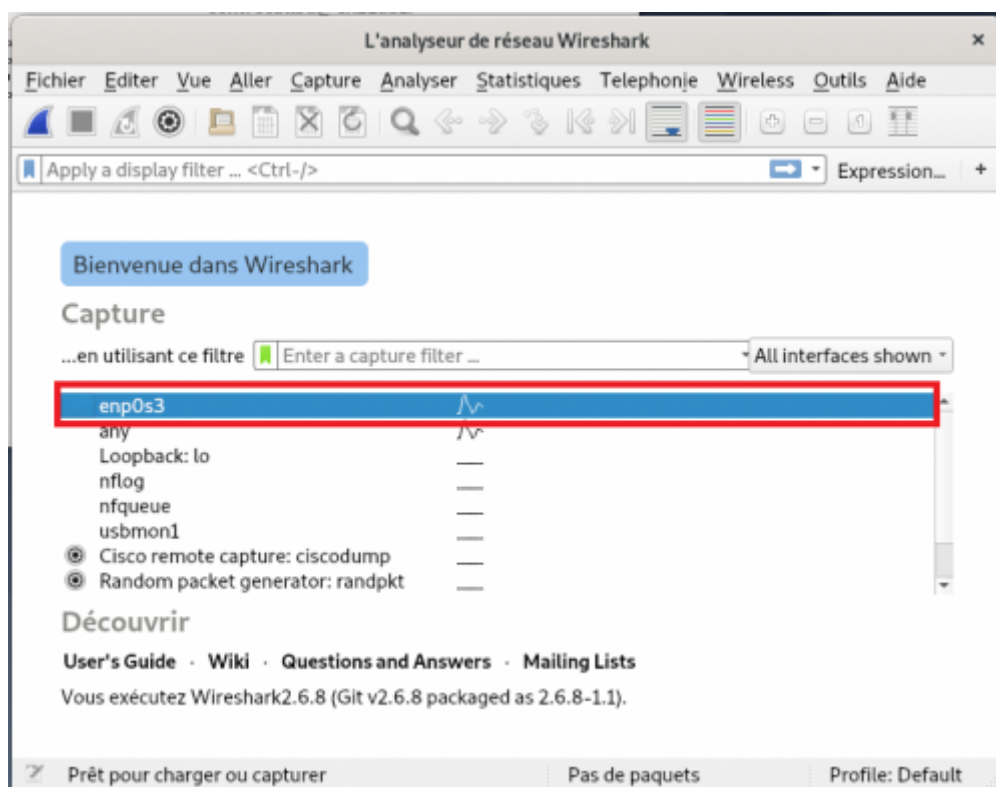 L'analyseur de réseau Wireshark ×
Fichier Editer Vue Aller Capture Analyser Statistiques Telephonie Wireless Outils Aide
Apply a display filter ... <Ctrl-/> Expression... +
Bienvenue dans Wireshark
Capture
...en utilisant ce filtre Enter a capture filter ... All interfaces shown
enp0s3
any
Loopback: lo
nflog
nfqueue
usbmon1
Cisco remote capture: ciscodump
Random packet generator: randpkt
Découvrir
User's Guide · Wiki · Questions and Answers · Mailing Lists
Vous exécutez Wireshark2.6.8 (Git v2.6.8 packaged as 2.6.8-1.1).
Prêt pour charger ou capturer Pas de paquets Profile: Default